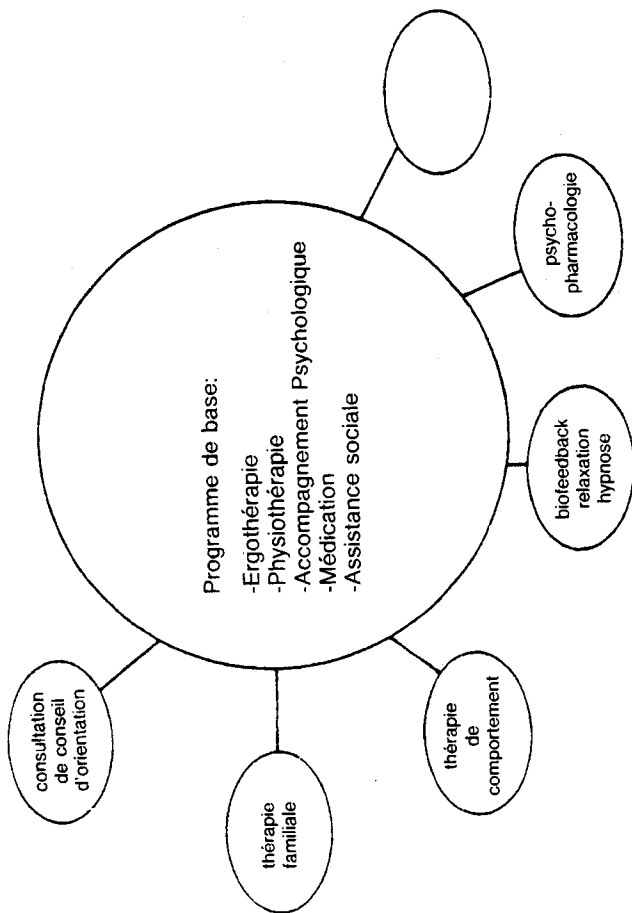 Programme de base:
-Ergothérapie
-Physiothérapie
-Accompagnement Psychologique
-Médication
-Assistance sociale
consultation
de conseil
d'orientation
thérapie
familiale
thérapie
de
comportement
biofeedback
relaxation
hypnose
psycho-
pharmacologie